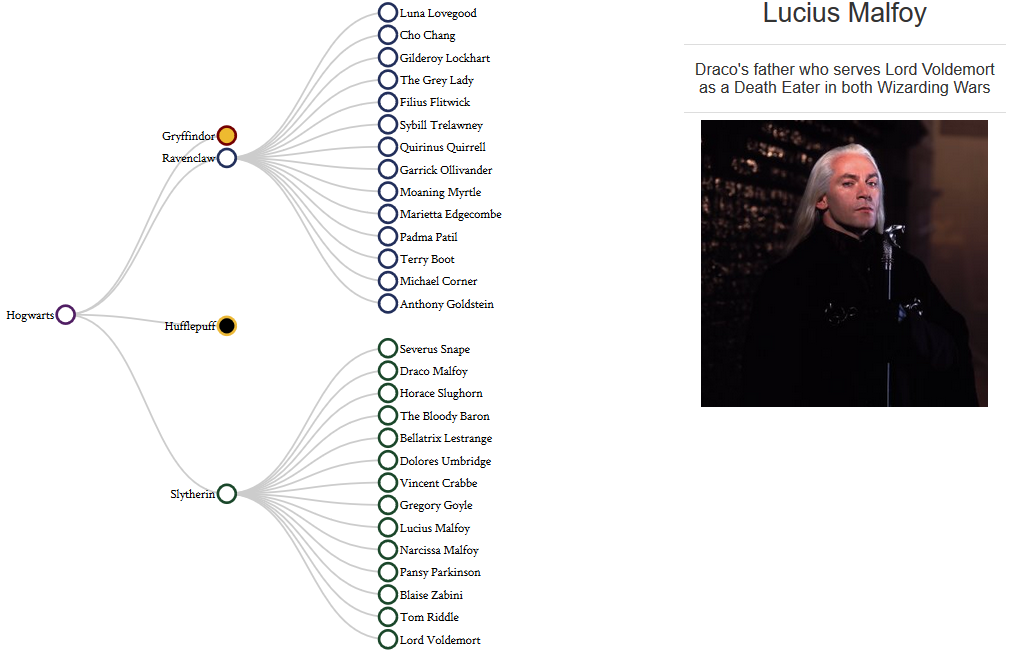 Hogwarts
Gryffindor
Ravenclaw
Luna Lovegood
Cho Chang
Gilderoy Lockhart
The Grey Lady
Filius Flitwick
Sybill Trelawney
Quirinus Quirrell
Garrick Ollivander
Moaning Myrtle
Marietta Edgecombe
Padma Patil
Terry Boot
Michael Corner
Anthony Goldstein
Hufflepuff
Slytherin
Severus Snape
Draco Malfoy
Horace Slughorn
The Bloody Baron
Bellatrix Lestrange
Dolores Umbridge
Vincent Crabbe
Gregory Goyle
Lucius Malfoy
Narcissa Malfoy
Pansy Parkinson
Blaise Zabini
Tom Riddle
Lord Voldemort
Lucius Malfoy
Draco's father who serves Lord Voldemort
as a Death Eater in both Wizarding Wars